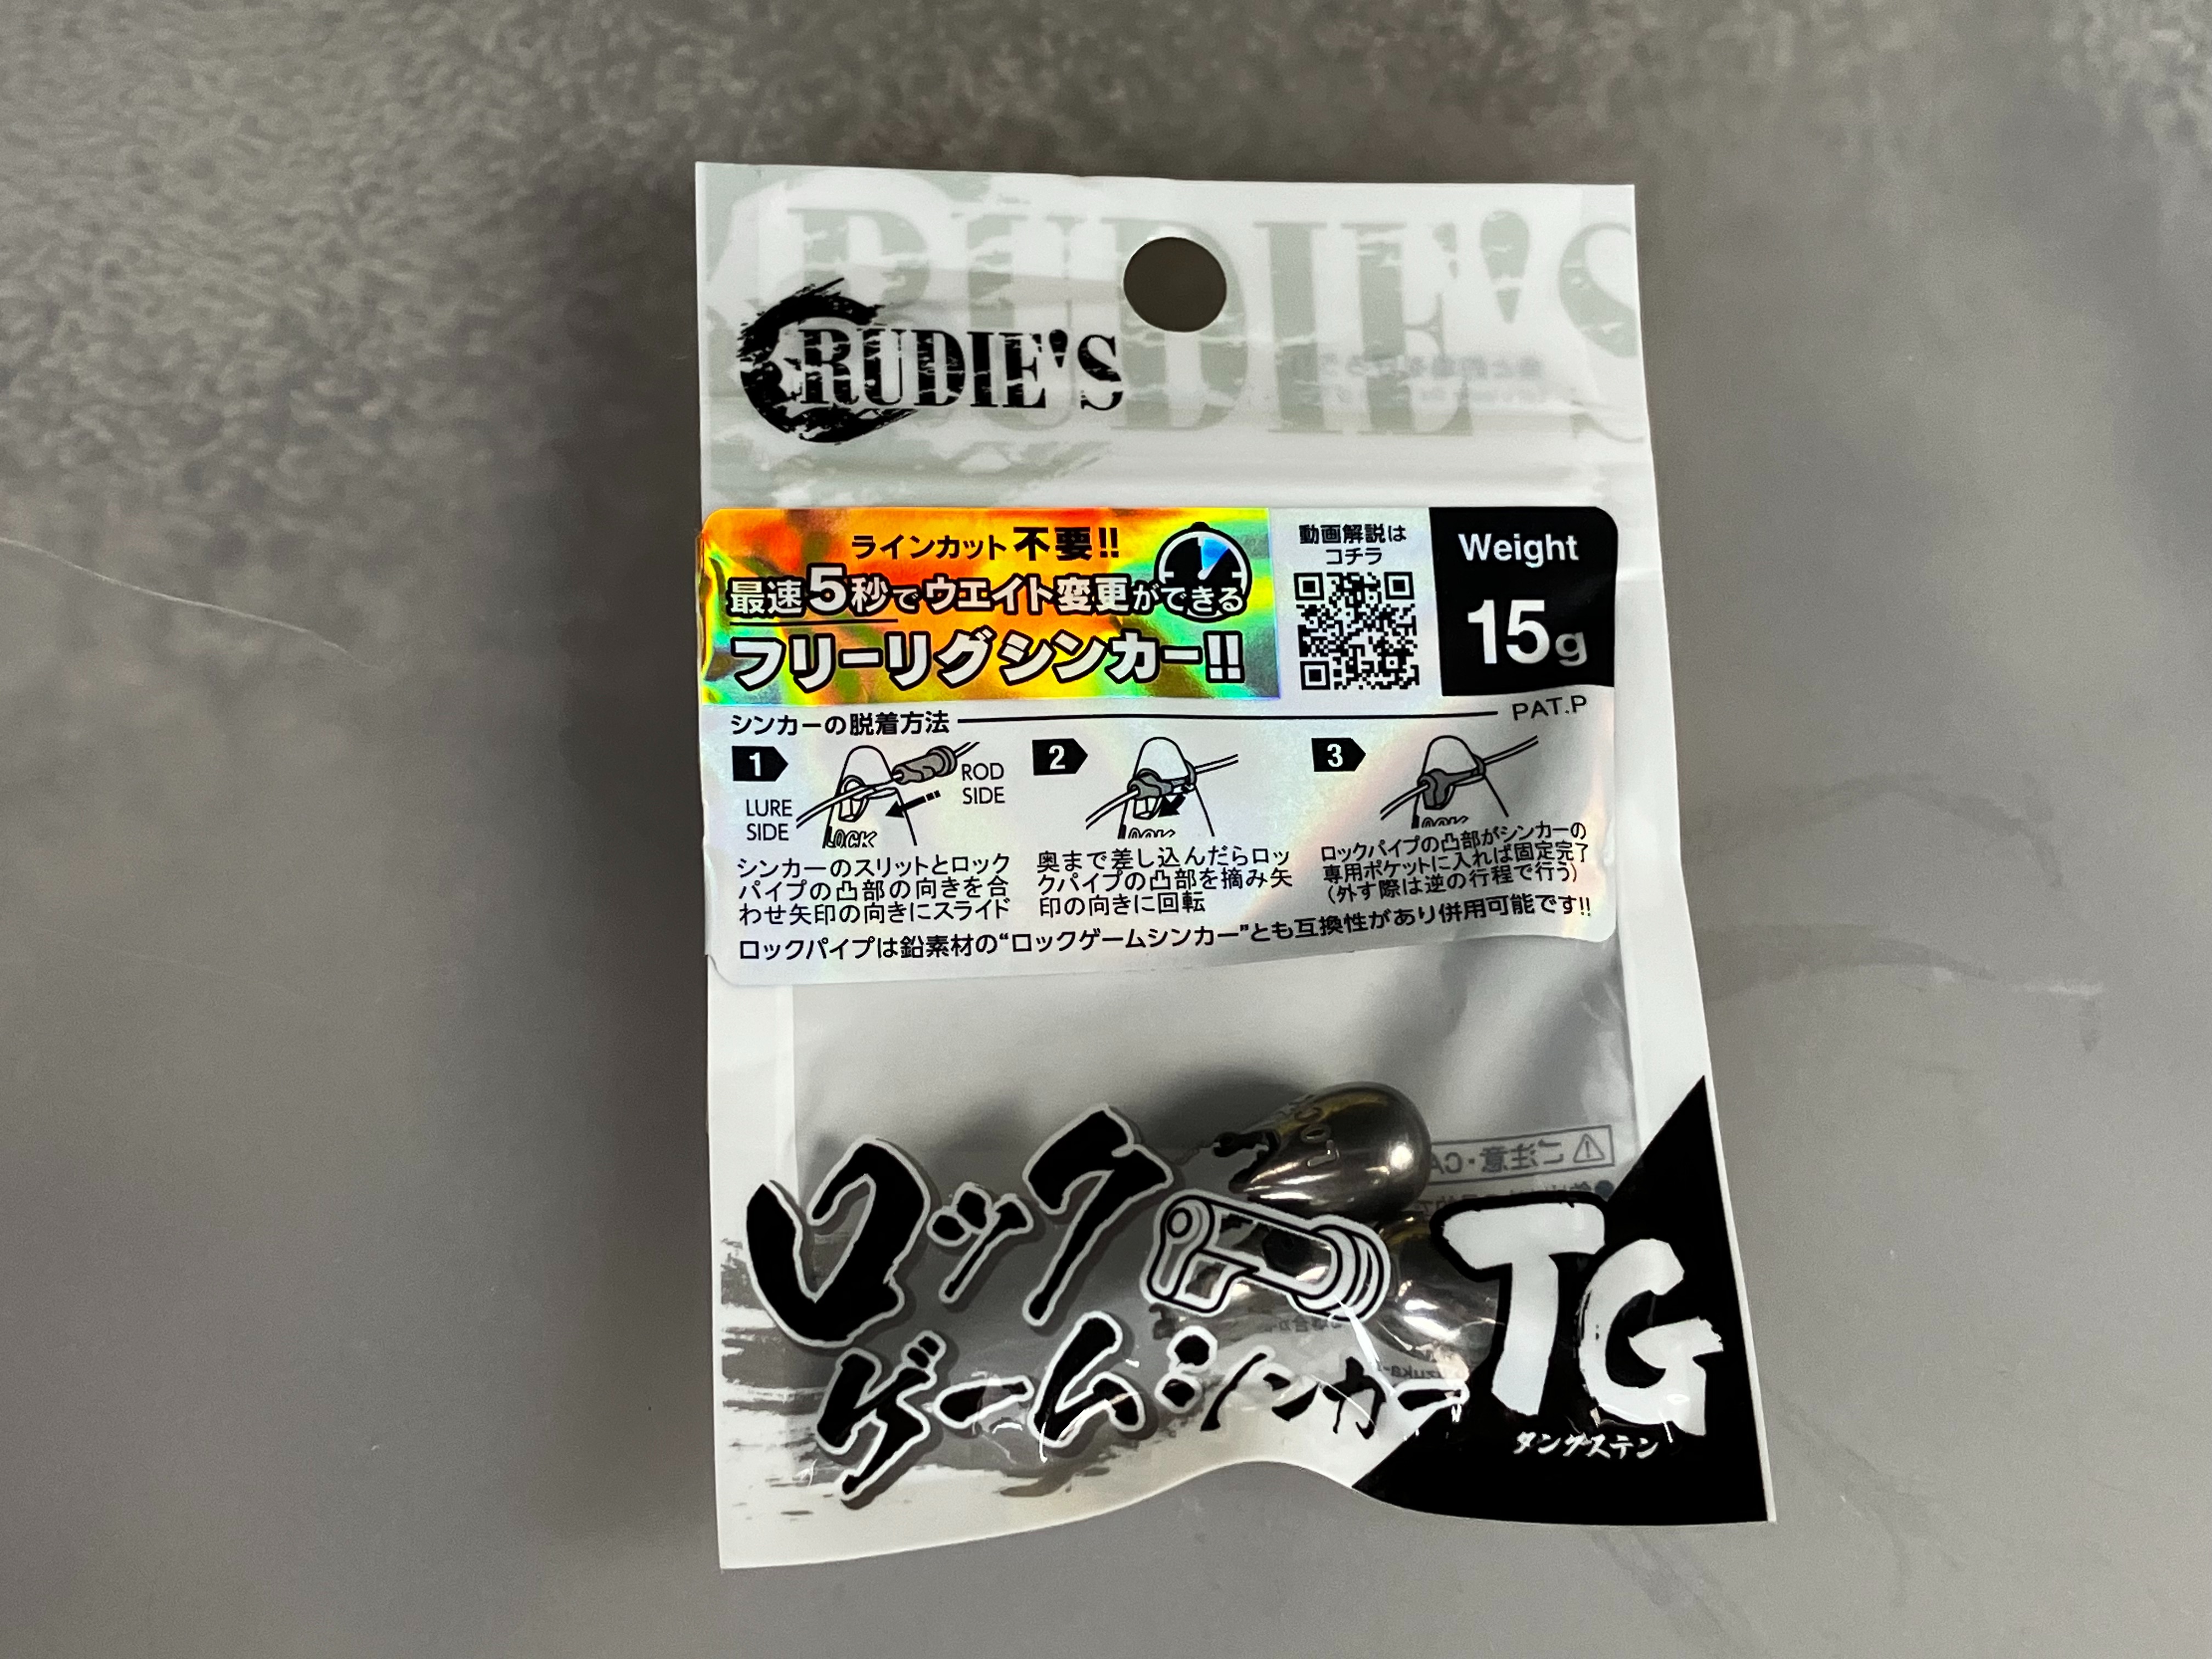 RUDIE'S
RUDIE'S
ラインカット不要!!
最速5秒でウエイト変更ができる
フリーリグシンカー!!
動画解説は
コチラ
Weight
15g
シンカーの脱着方法
PAT.P
1
ROD
SIDE
LURE
SIDE
LOCK
シンカーのスリットとロック
パイプの凸部の向きを合
わせ矢印の向きにスライド
2
奥まで差し込んだらロッ
クパイプの凸部を摘み矢
印の向きに回転
3
ロックパイプの凸部がシンカーの
専用ポケットに入れば固定完了
(外す際は逆の行程で行う)
ロックパイプは鉛素材の“ロックゲームシンカー”とも互換性があり併用可能です!!
ご注意・CA
ロック
ゲームシンカー
TG
タングステン